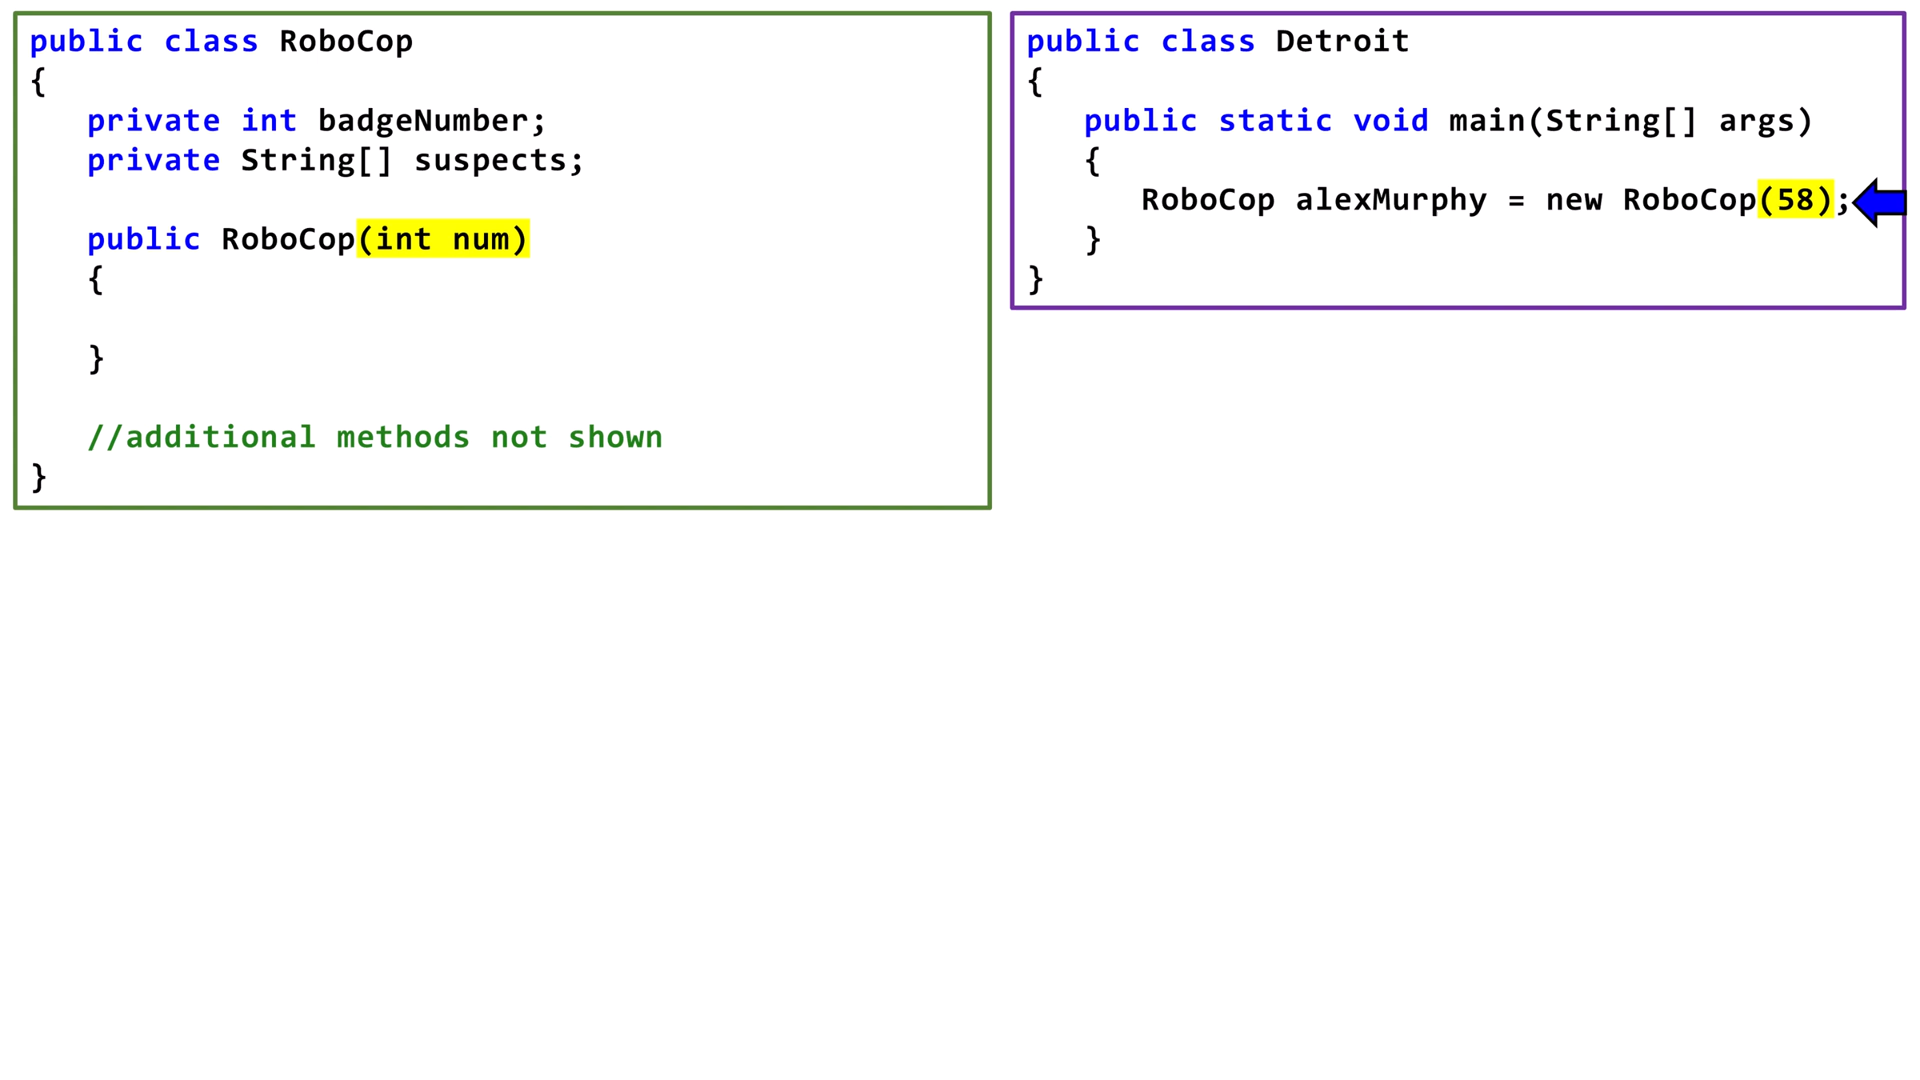 public class RoboCop
{
private int badgeNumber;
private String[] suspects;
public RoboCop(int num)
{
}
//additional methods not shown
}
public class Detroit
{
public static void main(String[] args)
{
RoboCop alexMurphy = new RoboCop(58);
}
}